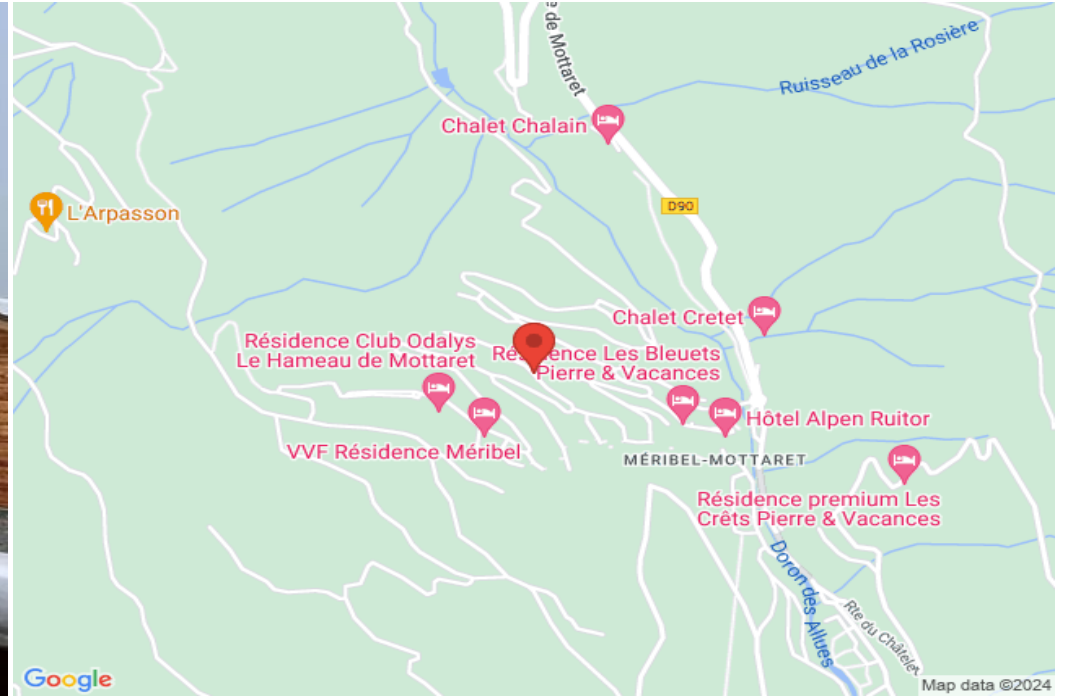 e de Mottaret
Ruisseau de la Rosière
Chalet Chalain
L'Arpasson
D90
Chalet Cretet
Résidence Club Odalys
Le Hameau de Mottaret
Résidence Les Bleuets
Pierre & Vacances
Hôtel Alpen Ruitor
VVF Résidence Méribel
MÉRIBEL-MOTTARET
Résidence premium Les
Crêts Pierre & Vacances
Doron des Allues
Rte du Châtelet
Google
Map data ©2024